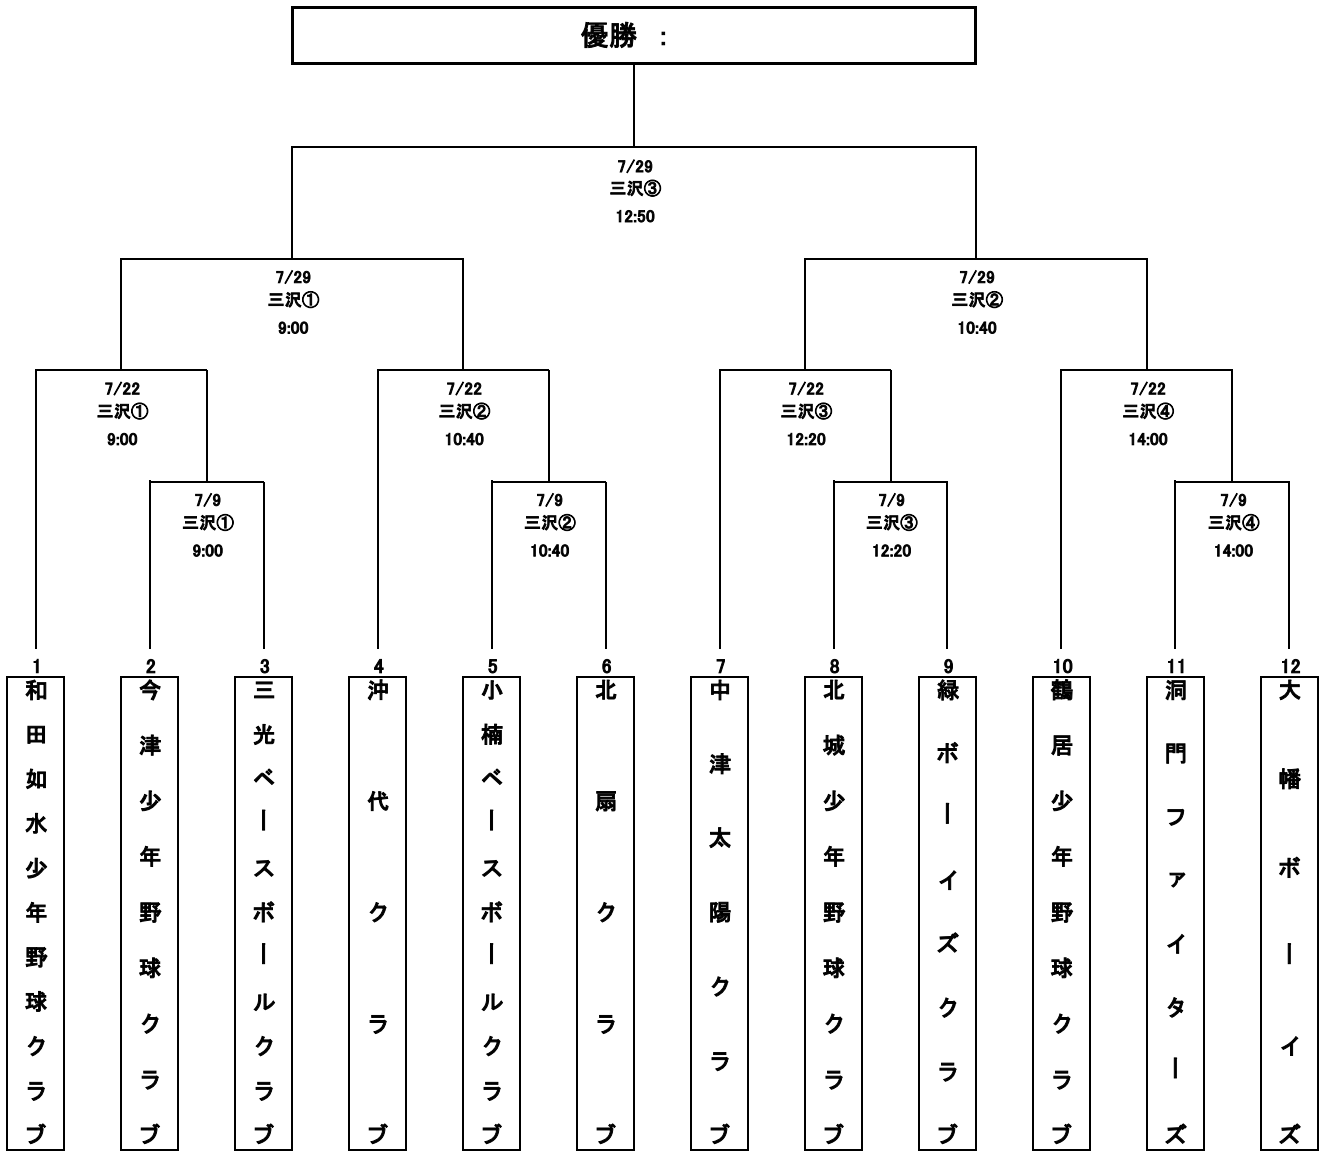 優勝 ：
7/29
三沢③
12:50
7/29
三沢①
9:00
7/29
三沢②
10:40
7/22
三沢①
9:00
7/22
三沢②
10:40
7/22
三沢③
12:20
7/22
三沢④
14:00
7/9
三沢①
9:00
7/9
三沢②
10:40
7/9
三沢③
12:20
7/9
三沢④
14:00
1
和田如水少年野球クラブ
2
今津少年野球クラブ
3
三光ベースボールクラブ
4
沖代クラブ
5
小楠ベースボールクラブ
6
北扇クラブ
7
中津太陽クラブ
8
北城少年野球クラブ
9
緑ボーイズクラブ
10
鶴居少年野球クラブ
11
洞門ファイターズ
12
大幡ボーイズ